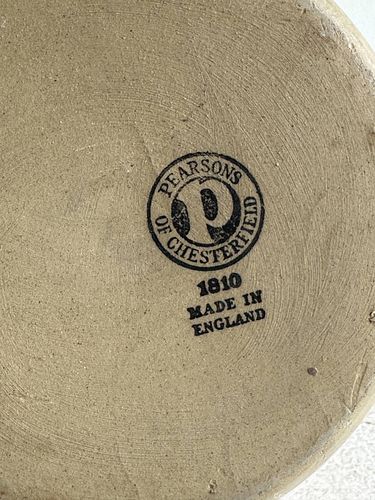 PEARSONS
P
OF CHESTERFIELD
1810
MADE IN
ENGLAND